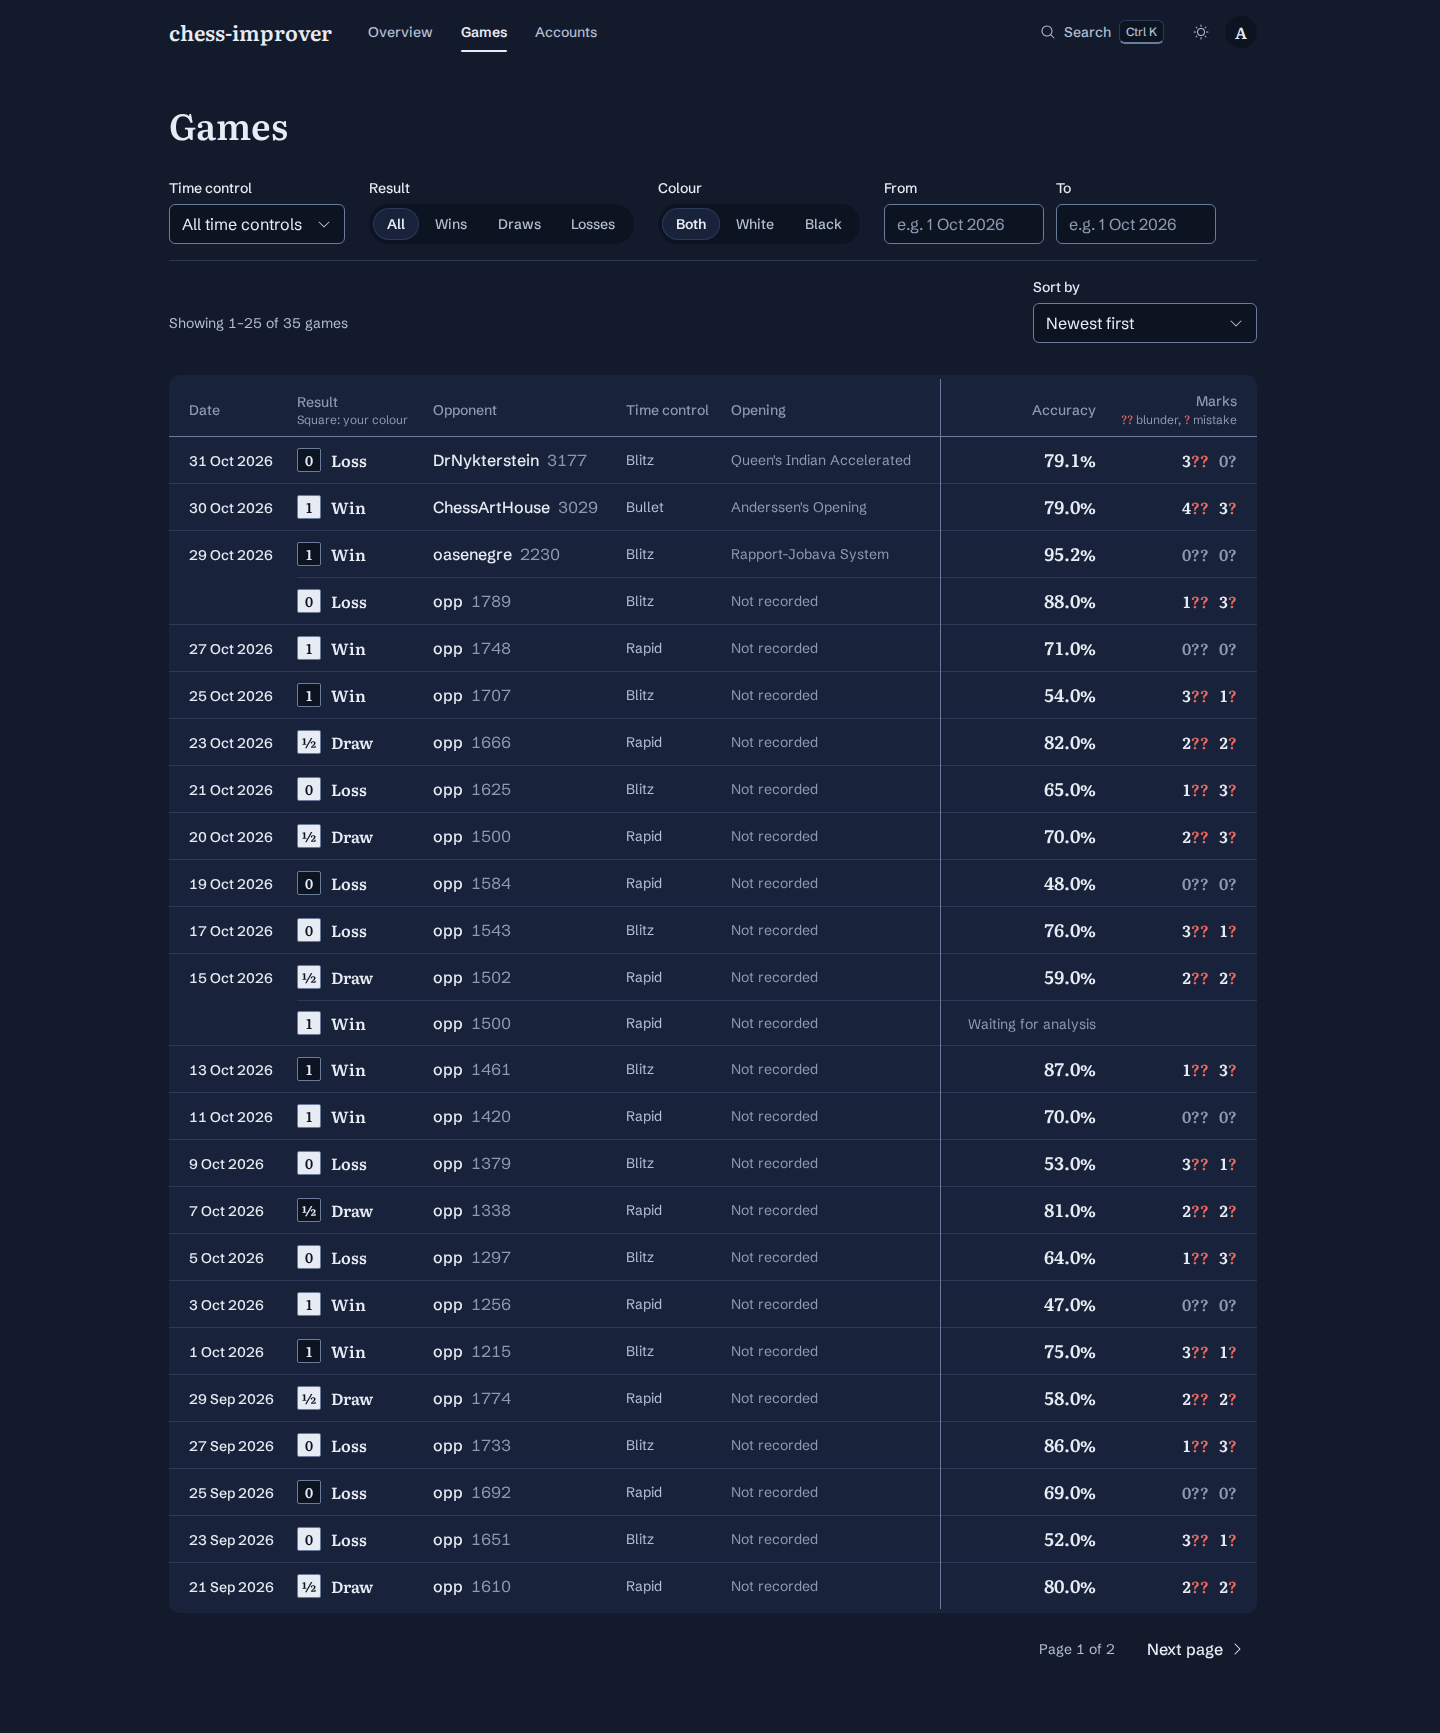 chess-improver Overview Games Accounts Search Ctrl K A
Games
Time control Result Colour From To
All time controls All Wins Draws Losses Both White Black e.g. 1 Oct 2026 e.g. 1 Oct 2026
Sort by
Showing 1–25 of 35 games Newest first
Date Result Opponent Time control Opening Accuracy Marks
Square: your colour ?? blunder, ? mistake
31 Oct 2026 0 Loss DrNykterstein 3177 Blitz Queen's Indian Accelerated 79.1% 3?? 0?
30 Oct 2026 1 Win ChessArtHouse 3029 Bullet Anderssen's Opening 79.0% 4?? 3?
29 Oct 2026 1 Win oasenegre 2230 Blitz Rapport-Jobava System 95.2% 0?? 0?
0 Loss opp 1789 Blitz Not recorded 88.0% 1?? 3?
27 Oct 2026 1 Win opp 1748 Rapid Not recorded 71.0% 0?? 0?
25 Oct 2026 1 Win opp 1707 Blitz Not recorded 54.0% 3?? 1?
23 Oct 2026 ½ Draw opp 1666 Rapid Not recorded 82.0% 2?? 2?
21 Oct 2026 0 Loss opp 1625 Blitz Not recorded 65.0% 1?? 3?
20 Oct 2026 ½ Draw opp 1500 Rapid Not recorded 70.0% 2?? 3?
19 Oct 2026 0 Loss opp 1584 Rapid Not recorded 48.0% 0?? 0?
17 Oct 2026 0 Loss opp 1543 Blitz Not recorded 76.0% 3?? 1?
15 Oct 2026 ½ Draw opp 1502 Rapid Not recorded 59.0% 2?? 2?
1 Win opp 1500 Rapid Not recorded Waiting for analysis
13 Oct 2026 1 Win opp 1461 Blitz Not recorded 87.0% 1?? 3?
11 Oct 2026 1 Win opp 1420 Rapid Not recorded 70.0% 0?? 0?
9 Oct 2026 0 Loss opp 1379 Blitz Not recorded 53.0% 3?? 1?
7 Oct 2026 ½ Draw opp 1338 Rapid Not recorded 81.0% 2?? 2?
5 Oct 2026 0 Loss opp 1297 Blitz Not recorded 64.0% 1?? 3?
3 Oct 2026 1 Win opp 1256 Rapid Not recorded 47.0% 0?? 0?
1 Oct 2026 1 Win opp 1215 Blitz Not recorded 75.0% 3?? 1?
29 Sep 2026 ½ Draw opp 1774 Rapid Not recorded 58.0% 2?? 2?
27 Sep 2026 0 Loss opp 1733 Blitz Not recorded 86.0% 1?? 3?
25 Sep 2026 0 Loss opp 1692 Rapid Not recorded 69.0% 0?? 0?
23 Sep 2026 0 Loss opp 1651 Blitz Not recorded 52.0% 3?? 1?
21 Sep 2026 ½ Draw opp 1610 Rapid Not recorded 80.0% 2?? 2?
Page 1 of 2 Next page